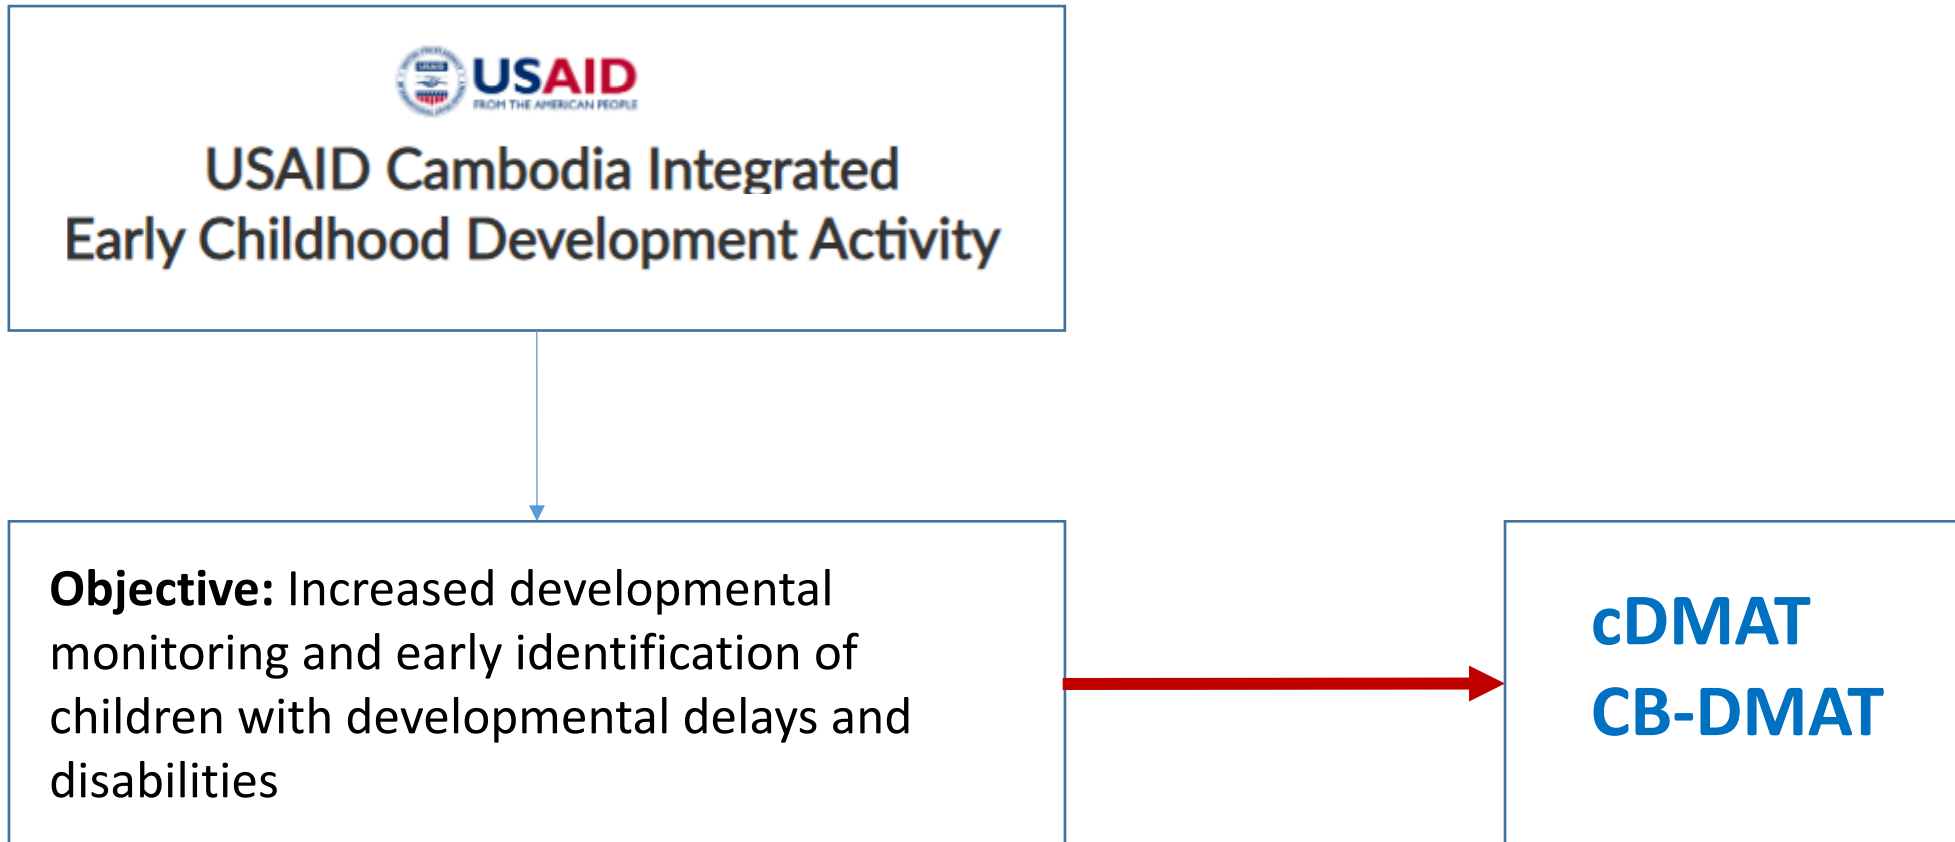 USAID
FROM THE AMERICAN PEOPLE
USAID Cambodia Integrated
Early Childhood Development Activity
Objective: Increased developmental
monitoring and early identification of
children with developmental delays and
disabilities
cDMAT
CB-DMAT